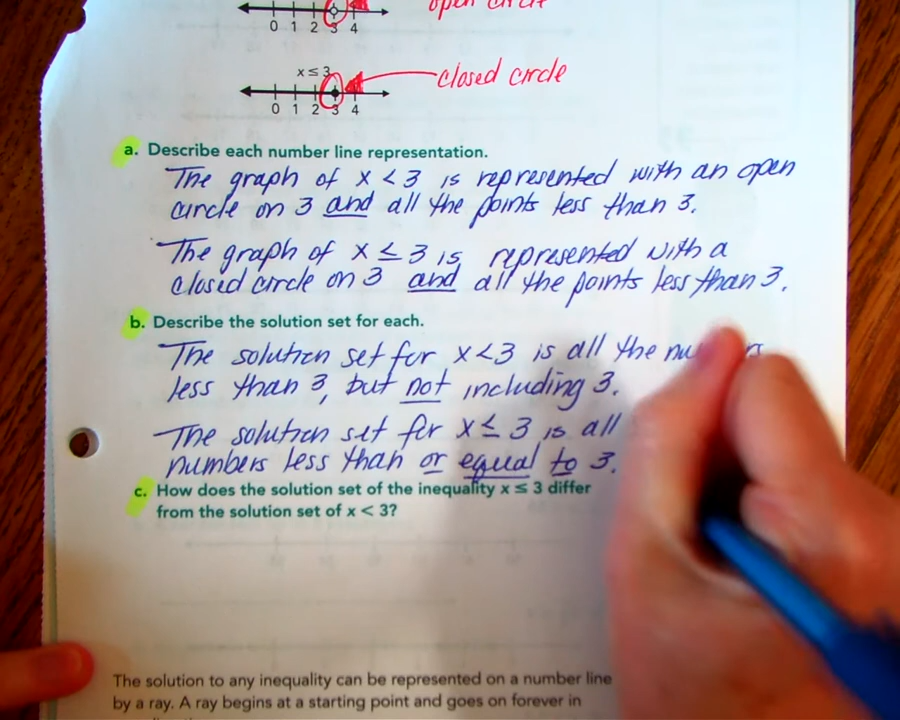 open circle
0 1 2 3 4
x ≤ 3
closed circle
0 1 2 3 4
a. Describe each number line representation.
The graph of x < 3 is represented with an open
circle on 3 and all the points less than 3.
The graph of x ≤ 3 is represented with a
closed circle on 3 and all the points less than 3.
b. Describe the solution set for each.
The solution set for x < 3 is all the
less than 3, but not including 3.
The solution set for x ≤ 3 is all
numbers less than or equal to 3.
c. How does the solution set of the inequality x ≤ 3 differ
from the solution set of x < 3?
The solution to any inequality can be represented on a number line
by a ray. A ray begins at a starting point and goes on forever in